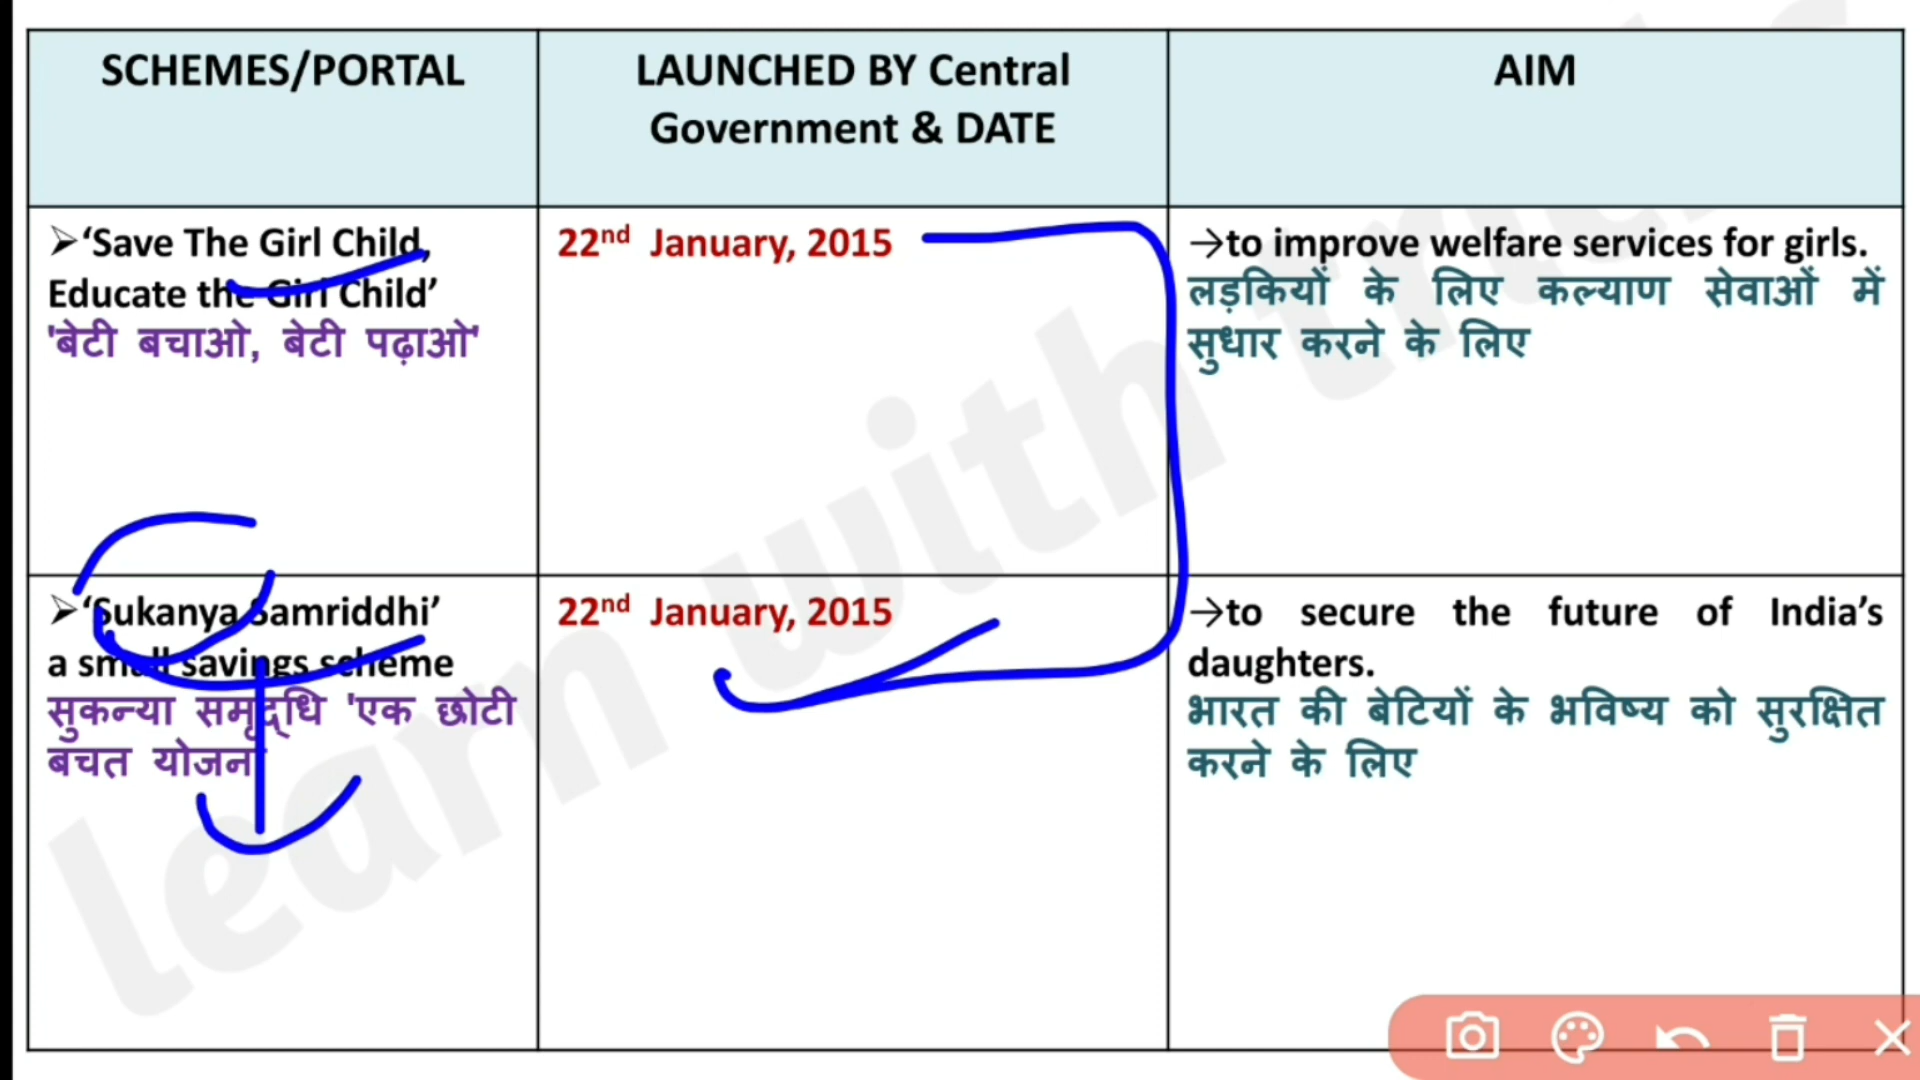 SCHEMES/PORTAL
LAUNCHED BY Central
Government & DATE
AIM
➢‘Save The Girl Child,
Educate the Girl Child’
'बेटी बचाओ, बेटी पढ़ाओ'
22nd January, 2015
→to improve welfare services for girls.
लड़कियों के लिए कल्याण सेवाओं में
सुधार करने के लिए
➢‘Sukanya Samriddhi’
a small savings scheme
सुकन्या समृद्धि 'एक छोटी
बचत योजना
22nd January, 2015
→to secure the future of India’s
daughters.
भारत की बेटियों के भविष्य को सुरक्षित
करने के लिए
learn with